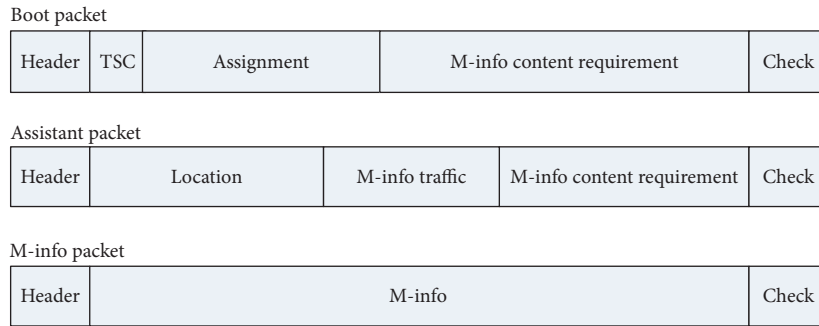 Boot packet
Header TSC Assignment M-info content requirement Check
Assistant packet
Header Location M-info traffic M-info content requirement Check
M-info packet
Header M-info Check